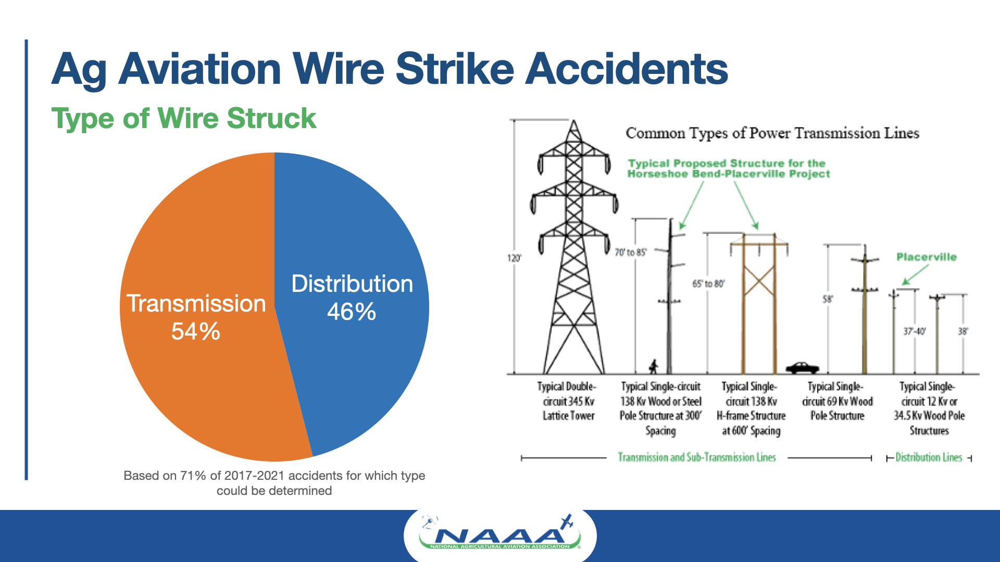 Ag Aviation Wire Strike Accidents
Type of Wire Struck
Transmission
54%
Distribution
46%
Based on 71% of 2017-2021 accidents for which type
could be determined
Common Types of Power Transmission Lines
Typical Proposed Structure for the
Horseshoe Bend-Placerville Project
Placerville
120'
70' to 85'
65' to 80'
58'
37'-40'
38'
Typical Double-
circuit 345 Kv
Lattice Tower
Typical Single-circuit
138 Kv Wood or Steel
Pole Structure at 300'
Spacing
Typical Single-
circuit 138 Kv
H-frame Structure
at 600' Spacing
Typical Single-
circuit 69 Kv Wood
Pole Structure
Typical Single-
circuit 12 Kv or
34.5 Kv Wood Pole
Structures
Transmission and Sub-Transmission Lines
Distribution Lines
NAAA
NATIONAL AGRICULTURAL AVIATION ASSOCIATION ®